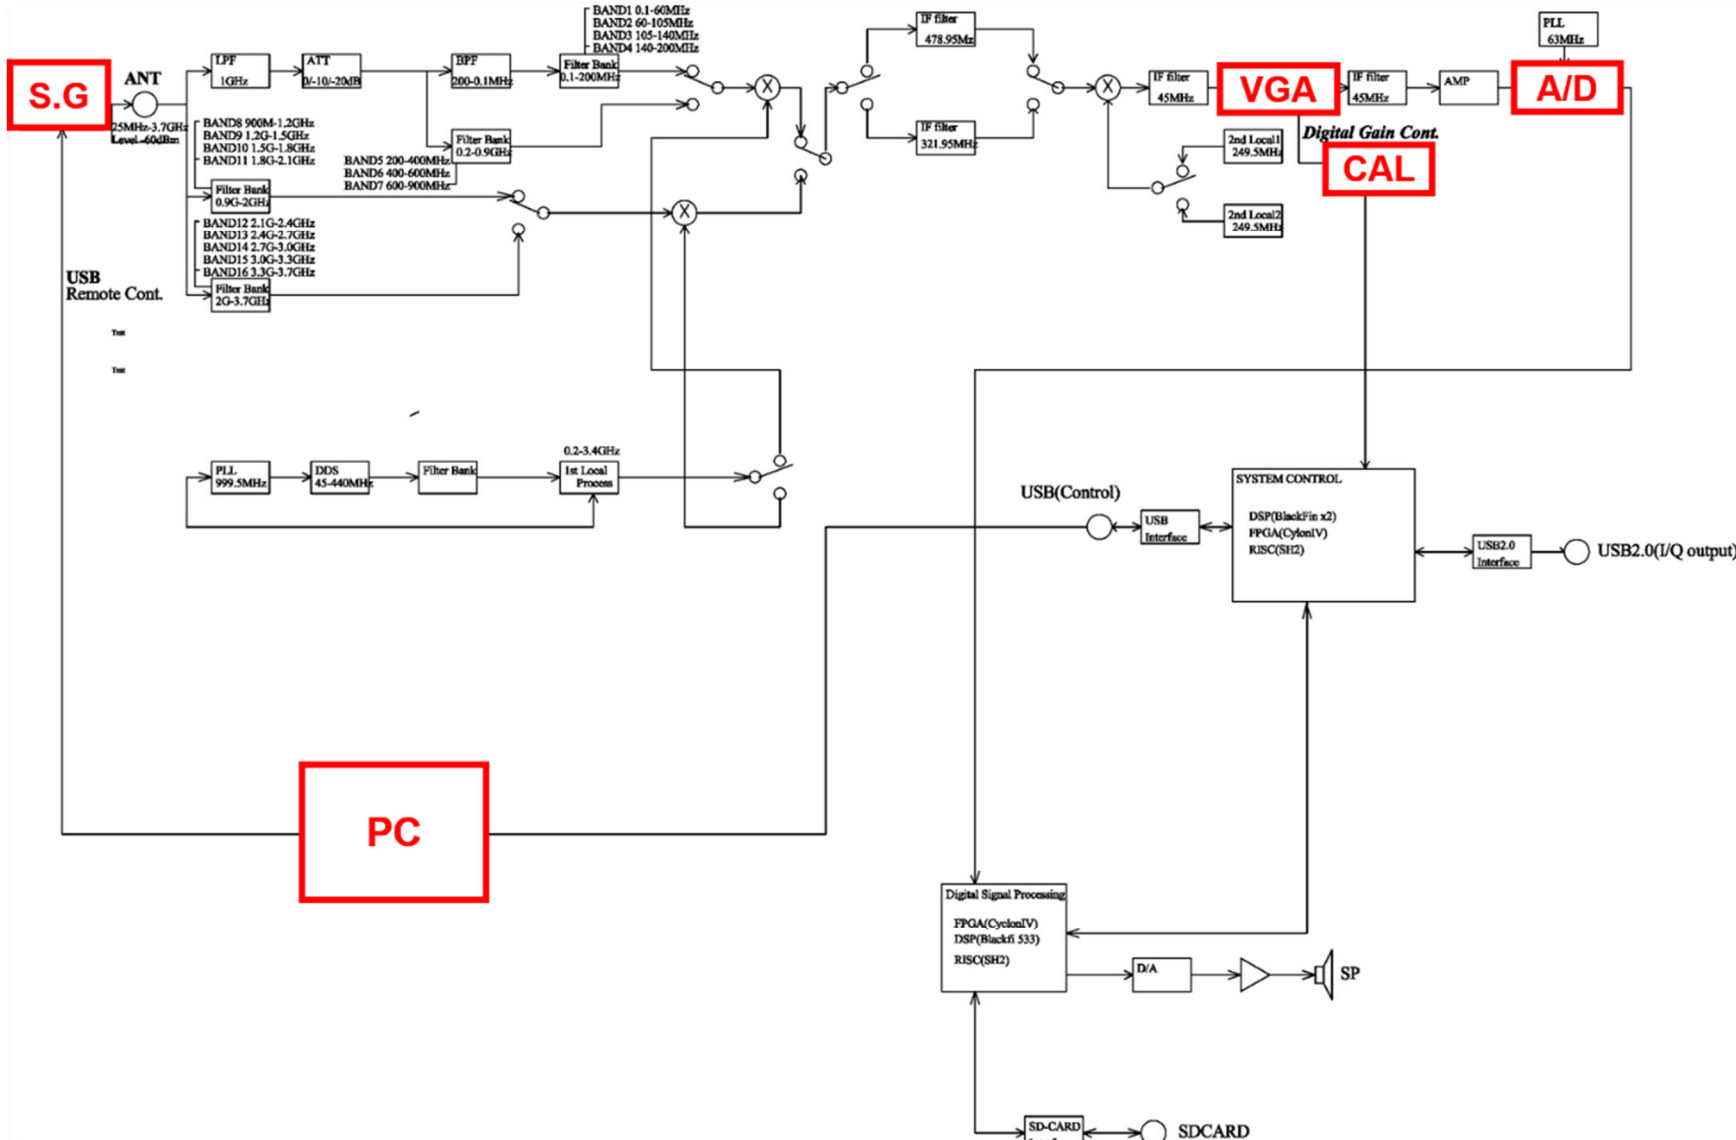 S.G
ANT
25MHz-3.7GHz
Level -60dBm
LPF
1GHz
ATT
0/-10/-20dB
BPF
200-0.1MHz
BAND1 0.1-60MHz
BAND2 60-105MHz
BAND3 105-140MHz
BAND4 140-200MHz
Filter Bank
0.1-200MHz
Filter Bank
0.2-0.9GHz
BAND5 200-400MHz
BAND6 400-600MHz
BAND7 600-900MHz
BAND8 900M-1.2GHz
BAND9 1.2G-1.5GHz
BAND10 1.5G-1.8GHz
BAND11 1.8G-2.1GHz
Filter Bank
0.9G-2GHz
BAND12 2.1G-2.4GHz
BAND13 2.4G-2.7GHz
BAND14 2.7G-3.0GHz
BAND15 3.0G-3.3GHz
BAND16 3.3G-3.7GHz
Filter Bank
2G-3.7GHz
X
X
IF filter
478.95Mz
IF filter
321.95MHz
X
IF filter
45MHz
VGA
IF filter
45MHz
AMP
PLL
63MHz
A/D
Digital Gain Cont.
CAL
2nd Local1
249.5MHz
2nd Local2
249.5MHz
USB
Remote Cont.
Test
Test
PLL
999.5MHz
DDS
45-440MHz
Filter Bank
0.2-3.4GHz
1st Local
Process
USB(Control)
USB
Interface
SYSTEM CONTROL
DSP(BlackFin x2)
FPGA(CylonIV)
RISC(SH2)
USB2.0
Interface
USB2.0(I/Q output)
PC
Digital Signal Processing
FPGA(CyclonIV)
DSP(Blackfi 533)
RISC(SH2)
D/A
SP
SD-CARD
SDCARD